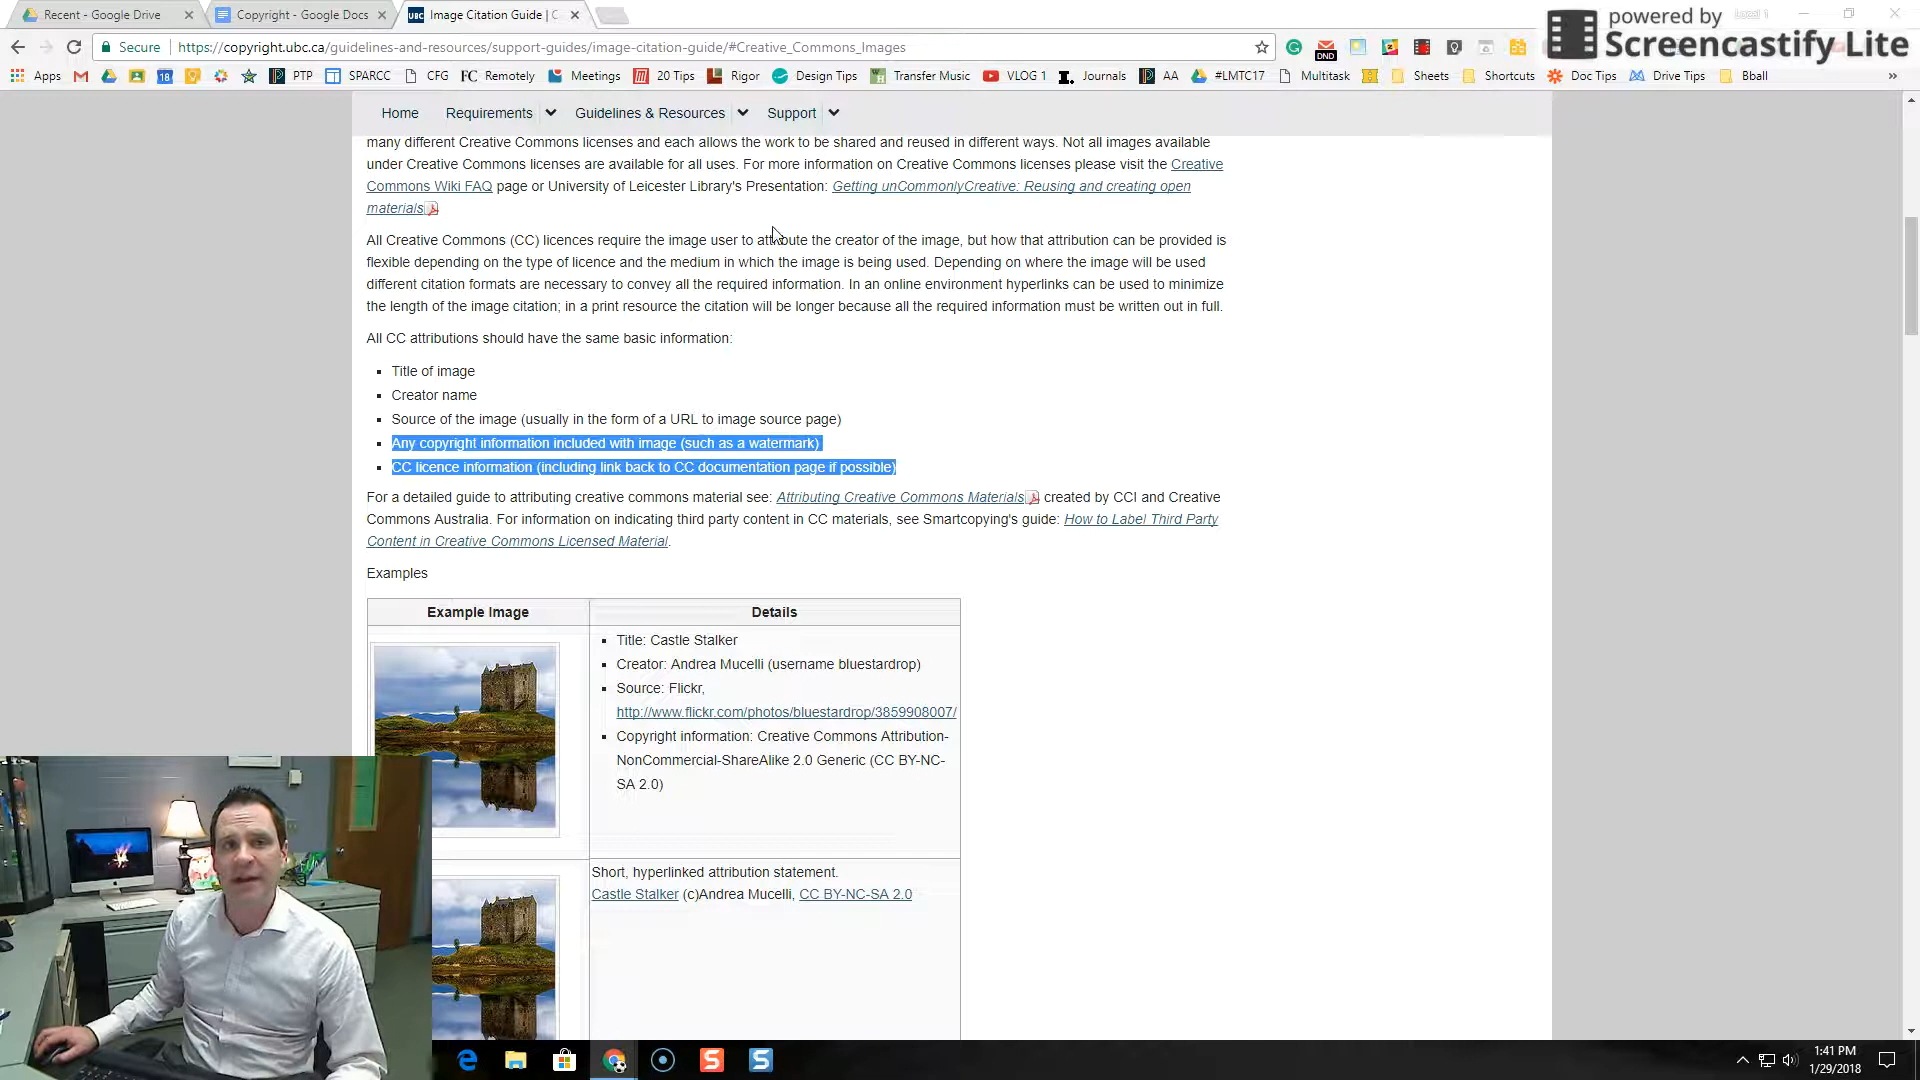 Recent - Google Drive
Copyright - Google Docs
Image Citation Guide | C
powered by
Screencastify Lite
Secure
https://copyright.ubc.ca/guidelines-and-resources/support-guides/image-citation-guide/#Creative_Commons_Images
DND
Apps
18
PTP
SPARCC
CFG
FC Remotely
Meetings
20 Tips
Rigor
Design Tips
Transfer Music
VLOG 1
Journals
AA
#LMTC17
Multitask
Sheets
Shortcuts
Doc Tips
Drive Tips
Bball
»
Home
Requirements
Guidelines & Resources
Support
many different Creative Commons licenses and each allows the work to be shared and reused in different ways. Not all images available
under Creative Commons licenses are available for all uses. For more information on Creative Commons licenses please visit the Creative
Commons Wiki FAQ page or University of Leicester Library's Presentation: Getting unCommonlyCreative: Reusing and creating open
materials
All Creative Commons (CC) licences require the image user to attribute the creator of the image, but how that attribution can be provided is
flexible depending on the type of licence and the medium in which the image is being used. Depending on where the image will be used
different citation formats are necessary to convey all the required information. In an online environment hyperlinks can be used to minimize
the length of the image citation; in a print resource the citation will be longer because all the required information must be written out in full.
All CC attributions should have the same basic information:
Title of image
Creator name
Source of the image (usually in the form of a URL to image source page)
Any copyright information included with image (such as a watermark)
CC licence information (including link back to CC documentation page if possible)
For a detailed guide to attributing creative commons material see: Attributing Creative Commons Materials created by CCI and Creative
Commons Australia. For information on indicating third party content in CC materials, see Smartcopying's guide: How to Label Third Party
Content in Creative Commons Licensed Material.
Examples
Example Image
Details
Title: Castle Stalker
Creator: Andrea Mucelli (username bluestardrop)
Source: Flickr,
http://www.flickr.com/photos/bluestardrop/3859908007/
Copyright information: Creative Commons Attribution-
NonCommercial-ShareAlike 2.0 Generic (CC BY-NC-
SA 2.0)
Short, hyperlinked attribution statement.
Castle Stalker (c)Andrea Mucelli, CC BY-NC-SA 2.0
1:41 PM
1/29/2018